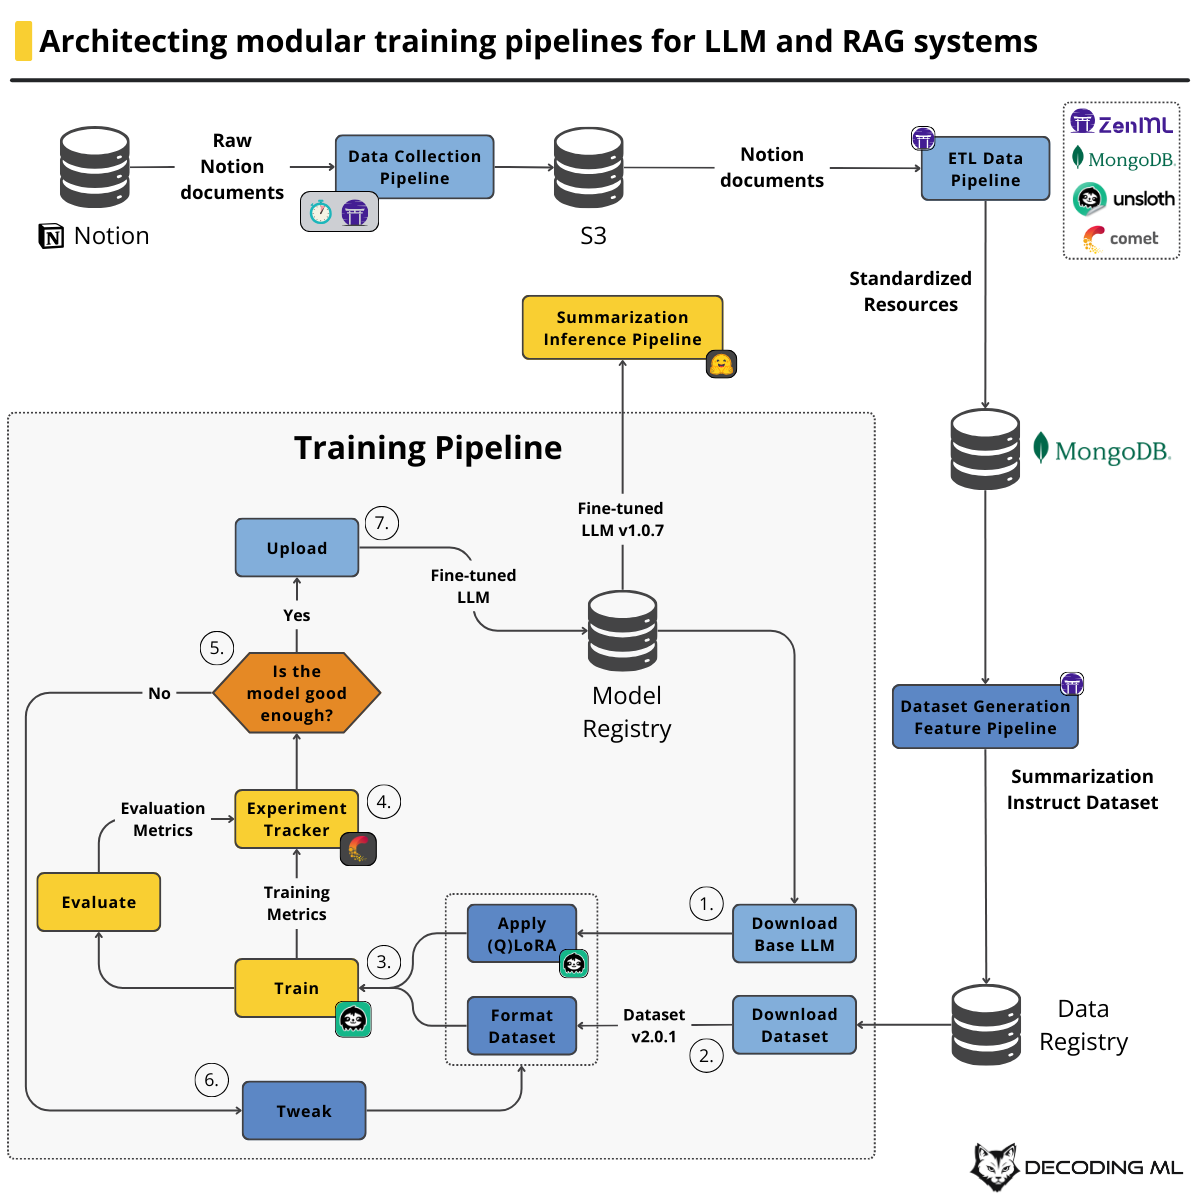 Architecting modular training pipelines for LLM and RAG systems
Raw
Notion
documents
Data Collection
Pipeline
Notion
documents
ETL Data
Pipeline
ZenML
MongoDB.
unsloth
comet
N Notion
S3
Standardized
Resources
Summarization
Inference Pipeline
MongoDB.
Training Pipeline
Fine-tuned
LLM v1.0.7
7.
Upload
Fine-tuned
LLM
Yes
5.
Is the
model good
enough?
No
Model
Registry
Dataset Generation
Feature Pipeline
Summarization
Instruct Dataset
Evaluation
Metrics
Experiment
Tracker
4.
Training
Metrics
Evaluate
Apply
(Q)LoRA
1.
Download
Base LLM
3.
Train
Format
Dataset
Dataset
v2.0.1
2.
Download
Dataset
Data
Registry
6.
Tweak
DECODING ML